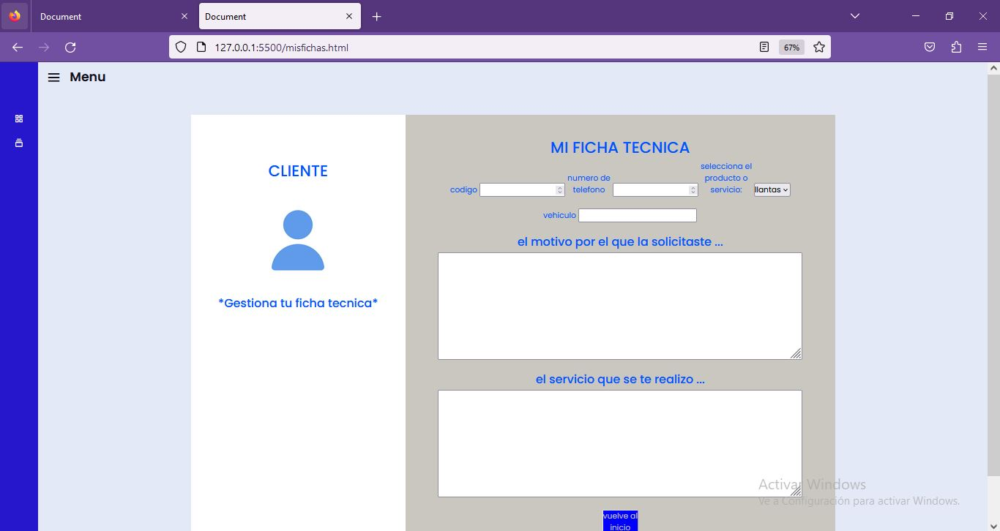 Document
Document
127.0.0.1:5500/misfichas.html
67%
Menu
CLIENTE
*Gestiona tu ficha tecnica*
MI FICHA TECNICA
codigo
numero de
telefono
selecciona el
producto o
servicio:
llantas
vehiculo
el motivo por el que la solicitaste ...
el servicio que se te realizo ...
vuelve al
inicio
Activar Windows
Ve a Configuración para activar Windows.